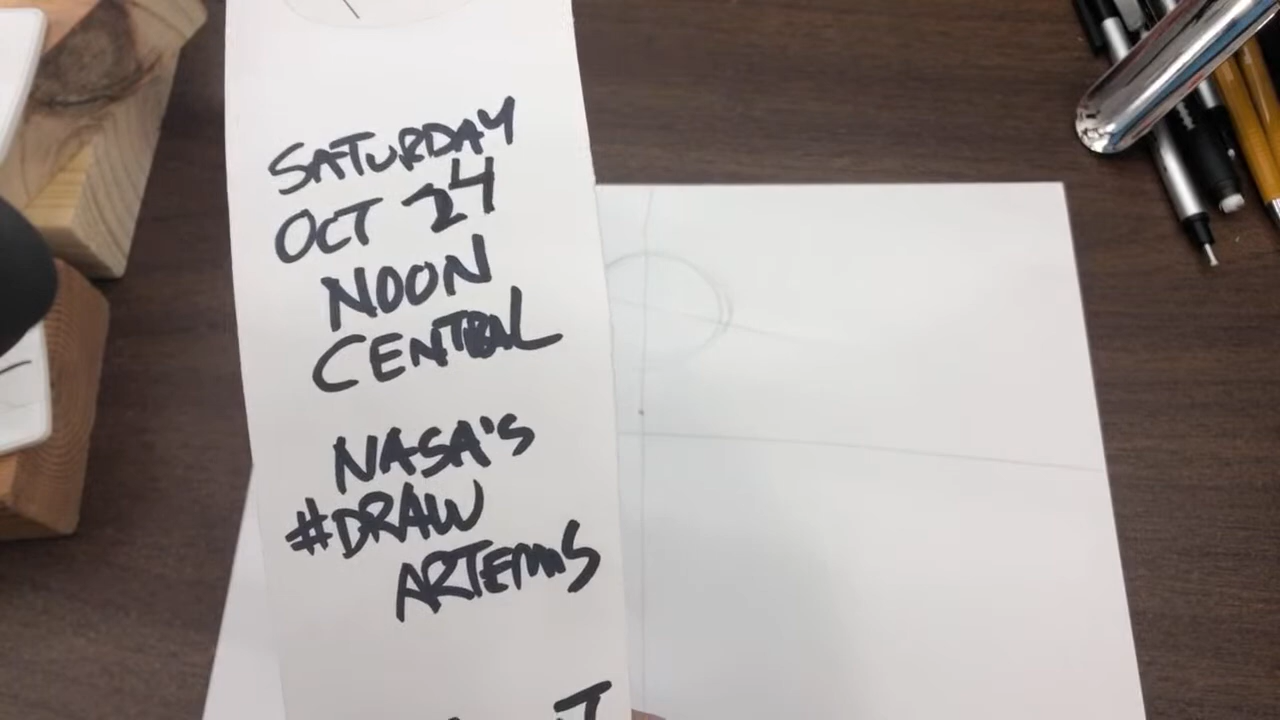 SATURDAY
OCT 24
NOON
CENTRAL
NASA'S
#DRAW
ARTEMIS